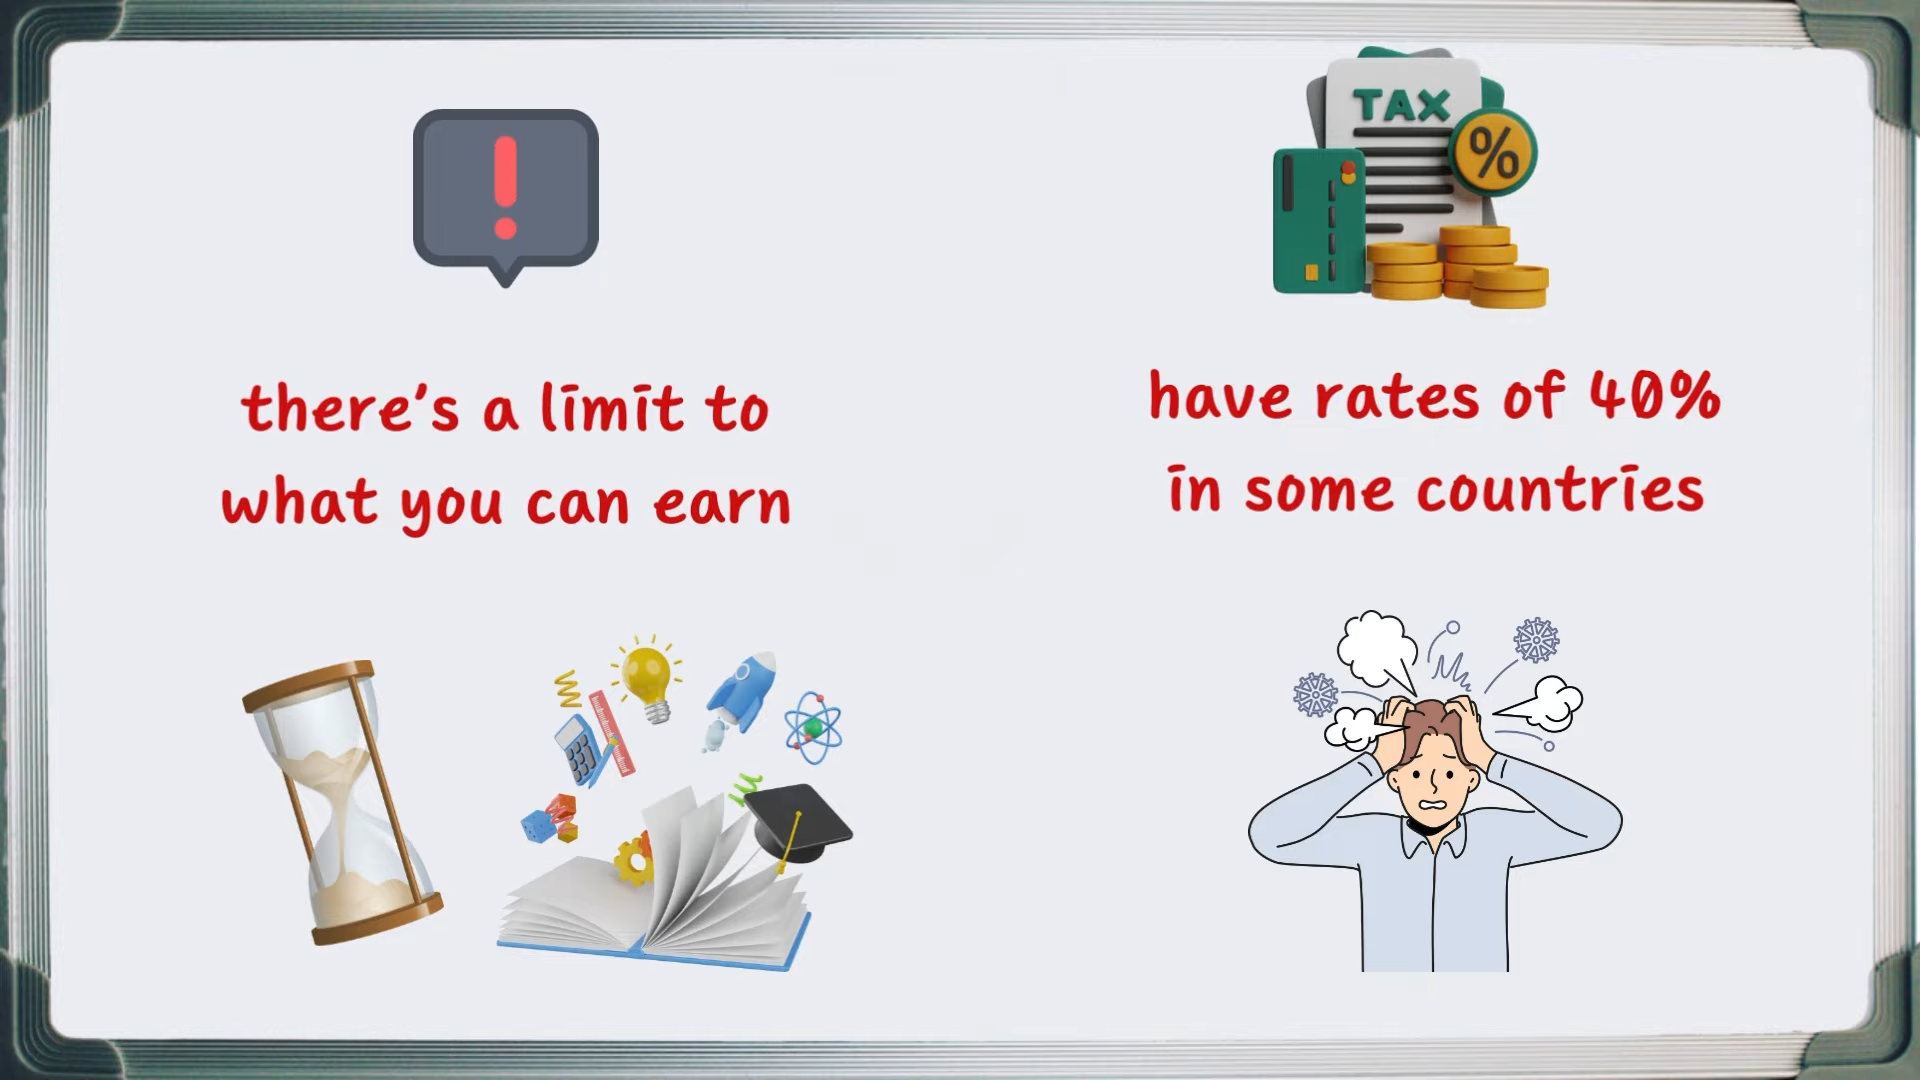 there's a limit to
what you can earn
TAX
%
have rates of 40%
in some countries